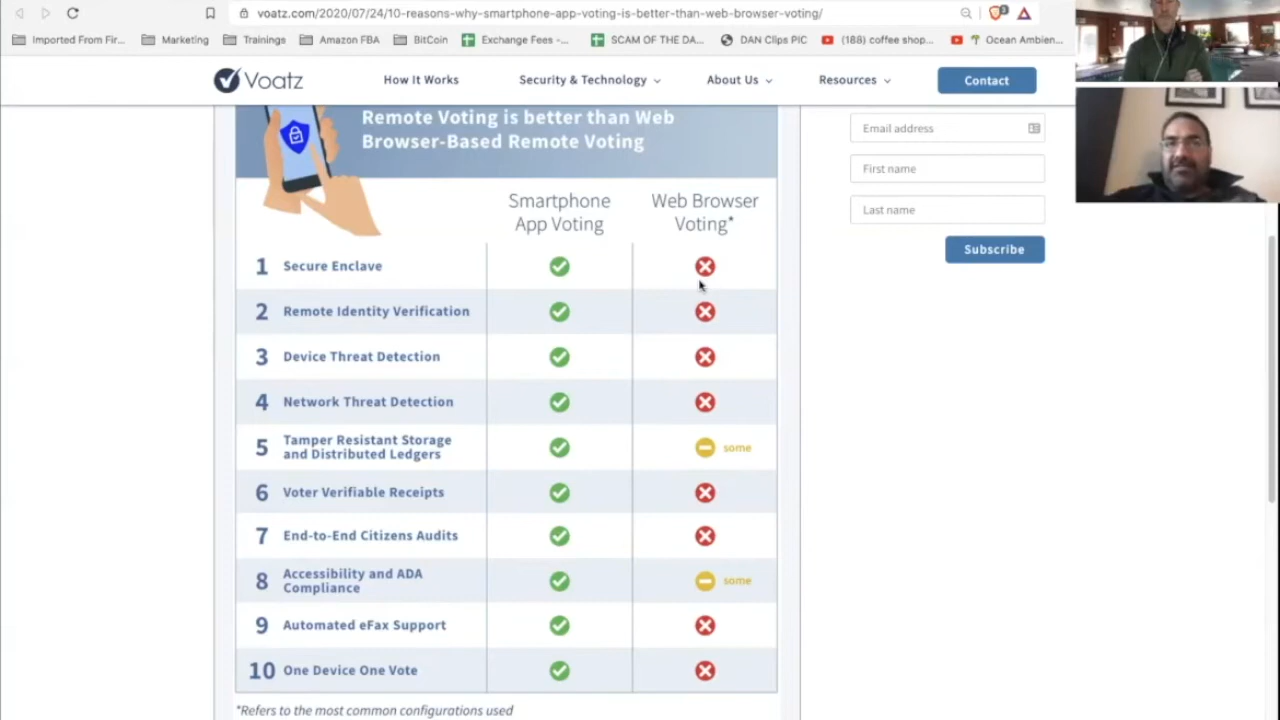 voatz.com/2020/07/24/10-reasons-why-smartphone-app-voting-is-better-than-web-browser-voting/
Imported From Fir... Marketing Trainings Amazon FBA BitCoin Exchange Fees -... SCAM OF THE DA... DAN Clips PIC (188) coffee shop... Ocean Ambien...
Voatz How It Works Security & Technology About Us Resources Contact
Remote Voting is better than Web
Browser-Based Remote Voting
Email address
First name
Last name
Subscribe
Smartphone
App Voting
Web Browser
Voting*
1 Secure Enclave
2 Remote Identity Verification
3 Device Threat Detection
4 Network Threat Detection
5 Tamper Resistant Storage
and Distributed Ledgers
some
6 Voter Verifiable Receipts
7 End-to-End Citizens Audits
8 Accessibility and ADA
Compliance
some
9 Automated eFax Support
10 One Device One Vote
*Refers to the most common configurations used